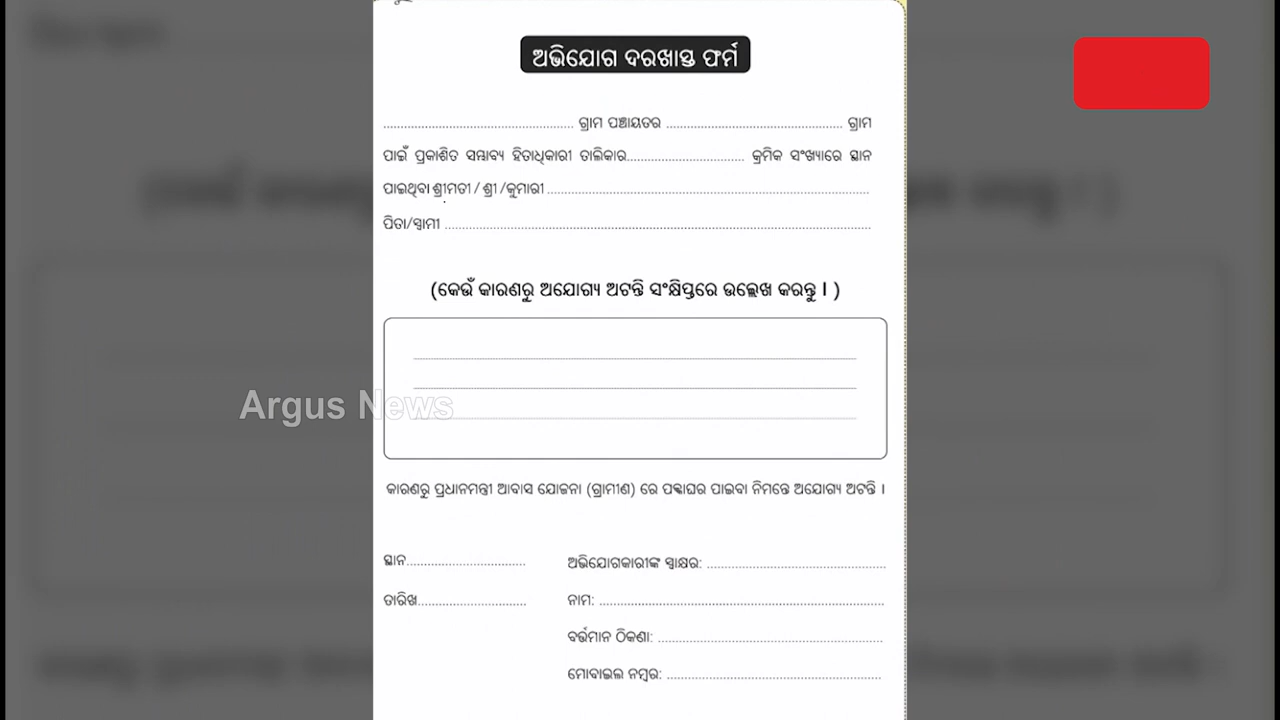 ଅଭିଯୋଗ ଦରଖାସ୍ତ ଫର୍ମ
................................................ ଗ୍ରାମ ପଞ୍ଚାୟତର ............................................ ଗ୍ରାମ
ପାଇଁ ପ୍ରକାଶିତ ସମ୍ଭାବ୍ୟ ହିତାଧିକାରୀ ତାଲିକାର............................. କ୍ରମିକ ସଂଖ୍ୟାରେ ସ୍ଥାନ
ପାଇଥିବା ଶ୍ରୀମତୀ / ଶ୍ରୀ /କୁମାରୀ ................................................................................
ପିତା/ସ୍ୱାମୀ ..........................................................................................................
(କେଉଁ କାରଣରୁ ଅଯୋଗ୍ୟ ଅଟନ୍ତି ସଂକ୍ଷିପ୍ତରେ ଉଲ୍ଲେଖ କରନ୍ତୁ । )
Argus News
କାରଣରୁ ପ୍ରଧାନମନ୍ତ୍ରୀ ଆବାସ ଯୋଜନା (ଗ୍ରାମୀଣ) ରେ ପକ୍କାଘର ପାଇବା ନିମନ୍ତେ ଅଯୋଗ୍ୟ ଅଟନ୍ତି ।
ସ୍ଥାନ.............................. ଅଭିଯୋଗକାରୀଙ୍କ ସ୍ୱାକ୍ଷର: .............................................
ତାରିଖ........................... ନାମ: .......................................................................
ବର୍ତ୍ତମାନ ଠିକଣା: ........................................................
ମୋବାଇଲ ନମ୍ବର: ......................................................